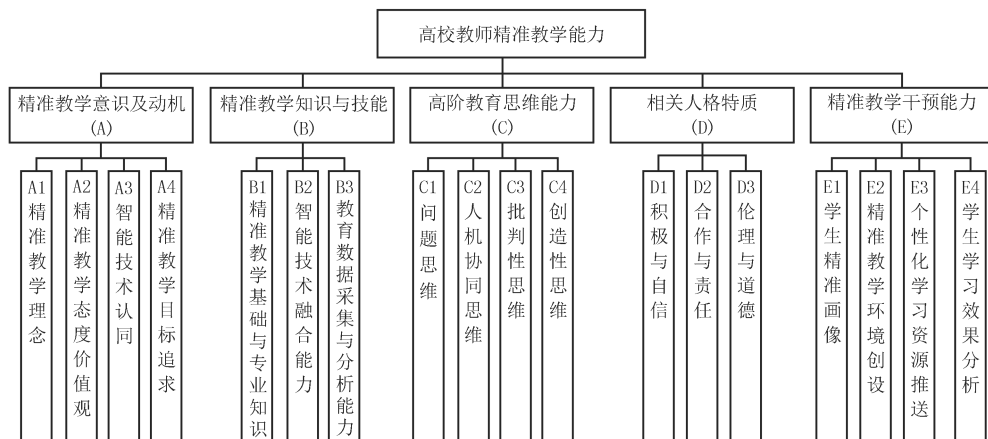 高校教师精准教学能力
精准教学意识及动机
(A)
精准教学知识与技能
(B)
高阶教育思维能力
(C)
相关人格特质
(D)
精准教学干预能力
(E)
A1精准教学理念
A2精准教学态度价值观
A3智能技术认同
A4精准教学目标追求
B1精准教学基础与专业知识
B2智能技术融合能力
B3教育数据采集与分析能力
C1问题思维
C2人机协同思维
C3批判性思维
C4创造性思维
D1积极与自信
D2合作与责任
D3伦理与道德
E1学生精准画像
E2精准教学环境创设
E3个性化学习资源推送
E4学生学习效果分析